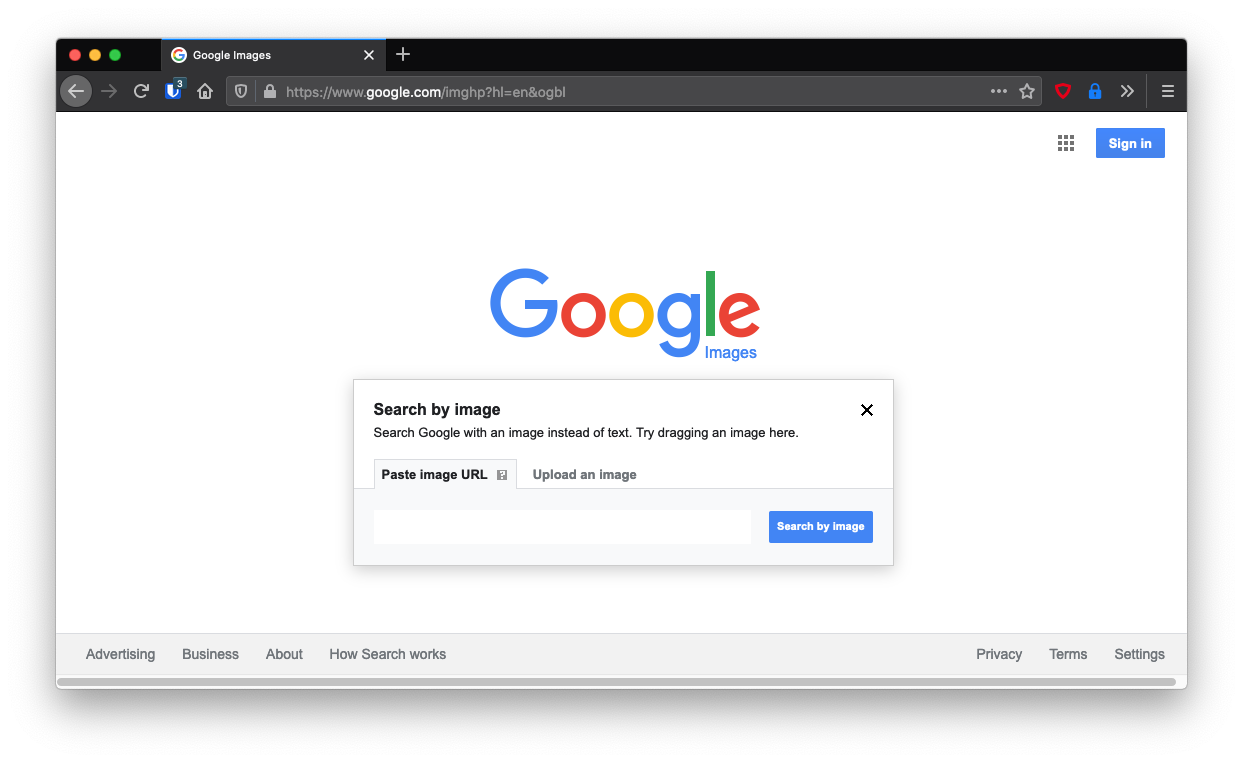 Google Images
3
https://www.google.com/imghp?hl=en&ogbl
Sign in
Google
Images
Search by image
Search Google with an image instead of text. Try dragging an image here.
Paste image URL ? Upload an image
Search by image
Advertising Business About How Search works Privacy Terms Settings